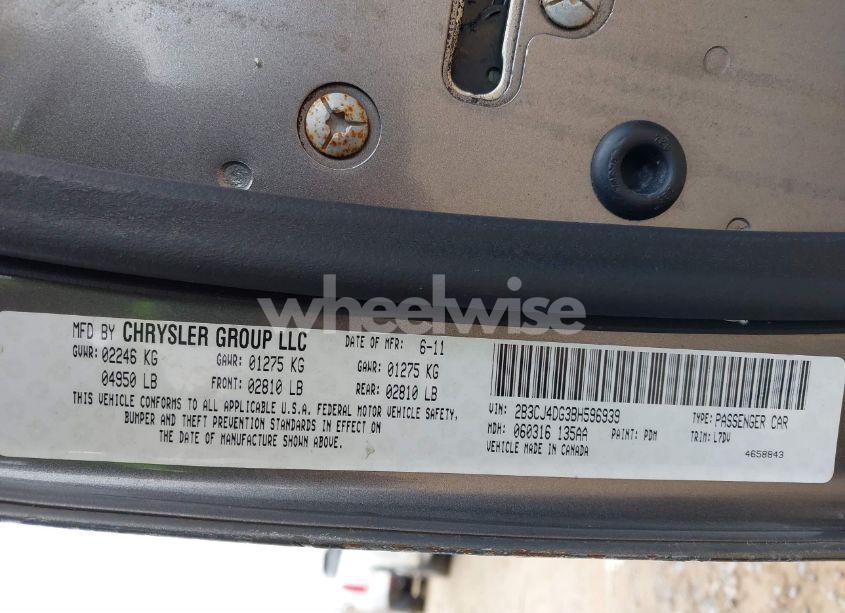 wheelwise
MFD BY CHRYSLER GROUP LLC DATE OF MFR: 6-11
GVWR: 02246 KG GAWR: 01275 KG GAWR: 01275 KG
04950 LB FRONT: 02810 LB REAR: 02810 LB
THIS VEHICLE CONFORMS TO ALL APPLICABLE U.S.A. FEDERAL MOTOR VEHICLE SAFETY,
BUMPER AND THEFT PREVENTION STANDARDS IN EFFECT ON
THE DATE OF MANUFACTURE SHOWN ABOVE.
VIN: 2B3CJ4DG3BH596939 TYPE: PASSENGER CAR
MDH: 060316 135AA PAINT: PDM TRIM: L7DV
VEHICLE MADE IN CANADA 4658843